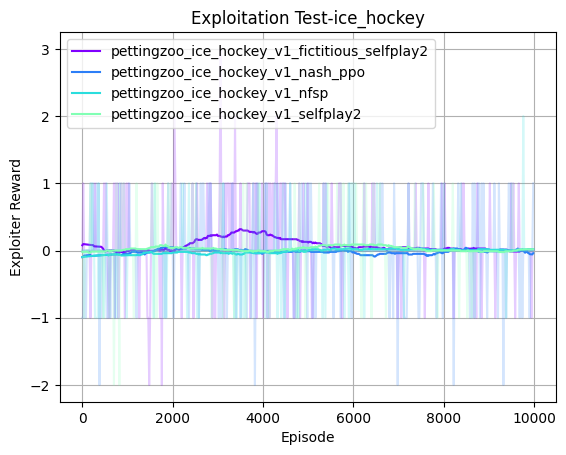 Exploitation Test-ice_hockey
pettingzoo_ice_hockey_v1_fictitious_selfplay2
pettingzoo_ice_hockey_v1_nash_ppo
pettingzoo_ice_hockey_v1_nfsp
pettingzoo_ice_hockey_v1_selfplay2
Exploiter Reward
3
2
1
0
−1
−2
0 2000 4000 6000 8000 10000
Episode